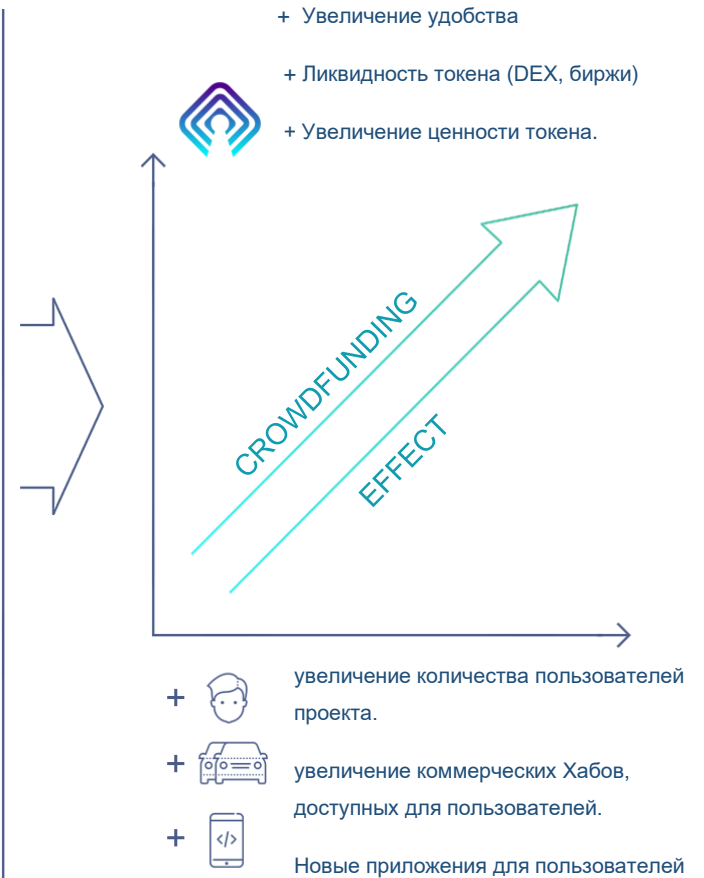 + Увеличение удобства
+ Ликвидность токена (DEX, биржи)
+ Увеличение ценности токена.
CROWDFUNDING
EFFECT
+ увеличение количества пользователей
проекта.
+ увеличение коммерческих Хабов,
доступных для пользователей.
+ </>
Новые приложения для пользователей